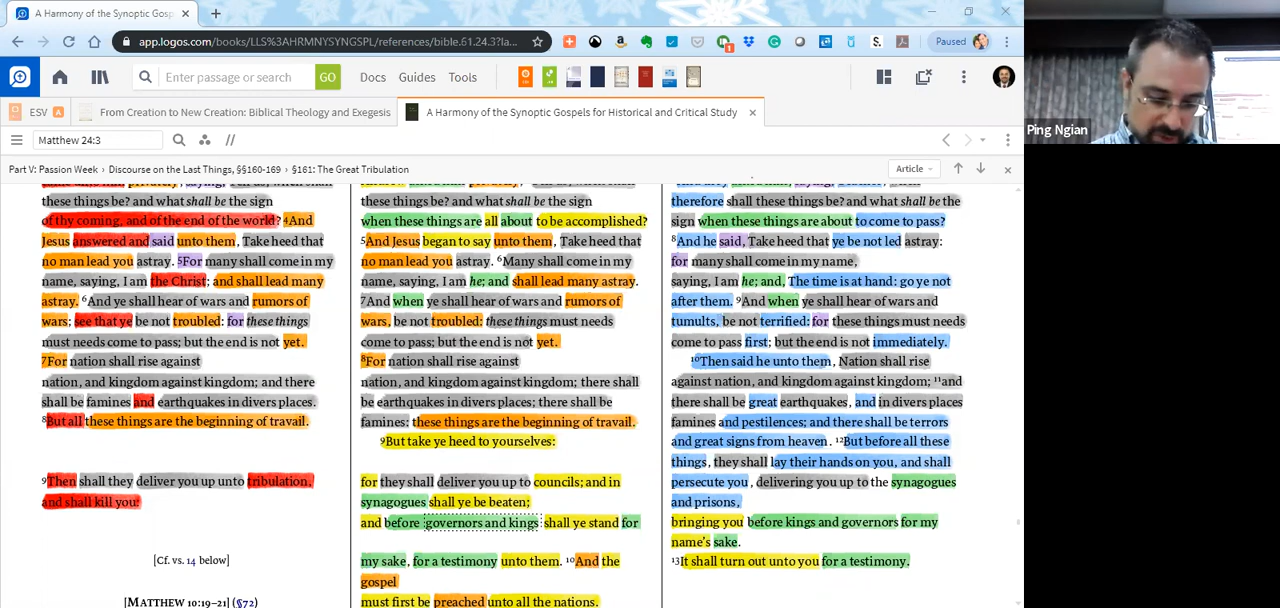 A Harmony of the Synoptic Gosp
app.logos.com/books/LLS%3AHRMNYSYNGSPL/references/bible.61.24.3?la...
Paused
Enter passage or search
GO
Docs
Guides
Tools
ESV
A
From Creation to New Creation: Biblical Theology and Exegesis
A Harmony of the Synoptic Gospels for Historical and Critical Study
Matthew 24:3
Part V: Passion Week › Discourse on the Last Things, §§160-169 › §161: The Great Tribulation
Article
these things be? and what shall be the sign
of thy coming, and of the end of the world? 4And
Jesus answered and said unto them, Take heed that
no man lead you astray. 5For many shall come in my
name, saying, I am the Christ; and shall lead many
astray. 6And ye shall hear of wars and rumors of
wars; see that ye be not troubled: for these things
must needs come to pass; but the end is not yet.
7For nation shall rise against
nation, and kingdom against kingdom; and there
shall be famines and earthquakes in divers places.
8But all these things are the beginning of travail.
9Then shall they deliver you up unto tribulation,
and shall kill you:
[Cf. vs. 14 below]
[MATTHEW 10:19–21] (§72)
these things be? and what shall be the sign
when these things are all about to be accomplished?
5And Jesus began to say unto them, Take heed that
no man lead you astray. 6Many shall come in my
name, saying, I am he; and shall lead many astray.
7And when ye shall hear of wars and rumors of
wars, be not troubled: these things must needs
come to pass; but the end is not yet.
8For nation shall rise against
nation, and kingdom against kingdom; there shall
be earthquakes in divers places; there shall be
famines: these things are the beginning of travail.
9But take ye heed to yourselves:
for they shall deliver you up to councils; and in
synagogues shall ye be beaten;
and before governors and kings shall ye stand for
my sake, for a testimony unto them. 10And the
gospel
must first be preached unto all the nations.
therefore shall these things be? and what shall be the
sign when these things are about to come to pass?
8And he said, Take heed that ye be not led astray:
for many shall come in my name,
saying, I am he; and, The time is at hand: go ye not
after them. 9And when ye shall hear of wars and
tumults, be not terrified: for these things must needs
come to pass first; but the end is not immediately.
10Then said he unto them, Nation shall rise
against nation, and kingdom against kingdom; 11and
there shall be great earthquakes, and in divers places
famines and pestilences; and there shall be terrors
and great signs from heaven. 12But before all these
things, they shall lay their hands on you, and shall
persecute you, delivering you up to the synagogues
and prisons,
bringing you before kings and governors for my
name's sake.
13It shall turn out unto you for a testimony.
Ping Ngian